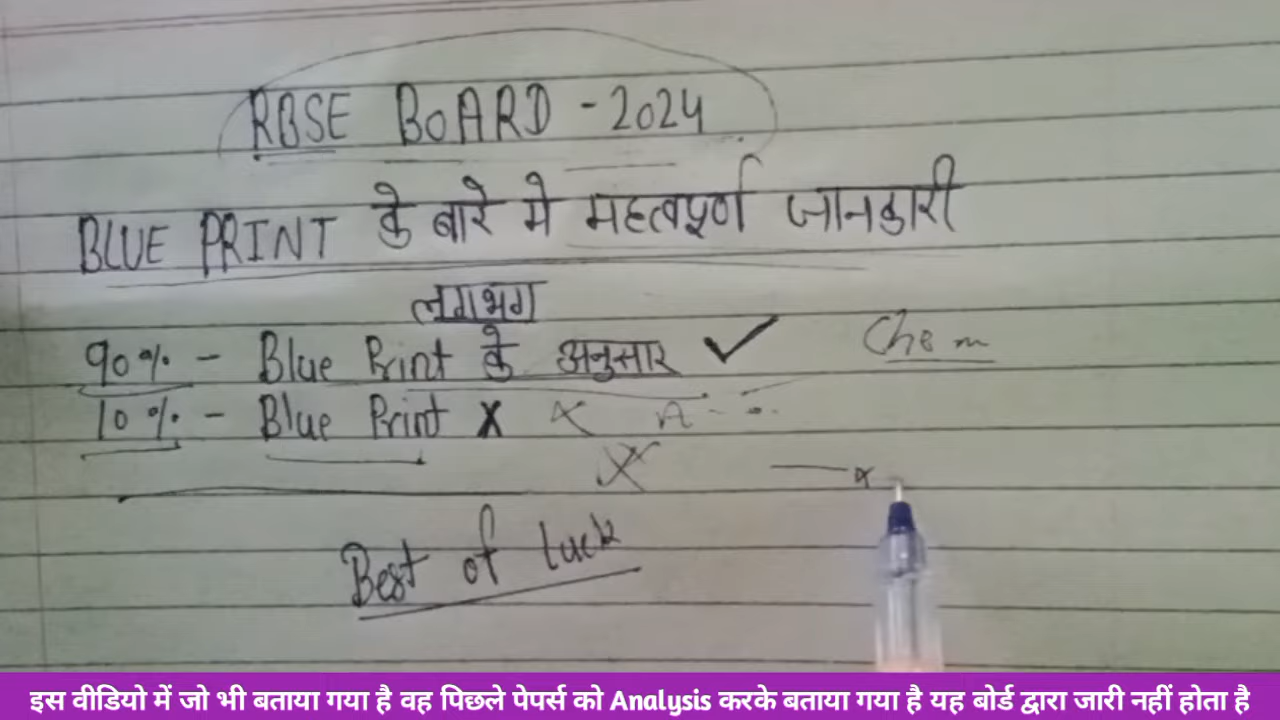 RBSE BOARD - 2024
BLUE PRINT के बारे मे महत्वपूर्ण जानकारी
लगभग
90% - Blue Print के अनुसार ✓ Chem
10% - Blue Print X
Best of luck
इस वीडियो में जो भी बताया गया है वह पिछले पेपर्स को Analysis करके बताया गया है यह बोर्ड द्वारा जारी नहीं होता है